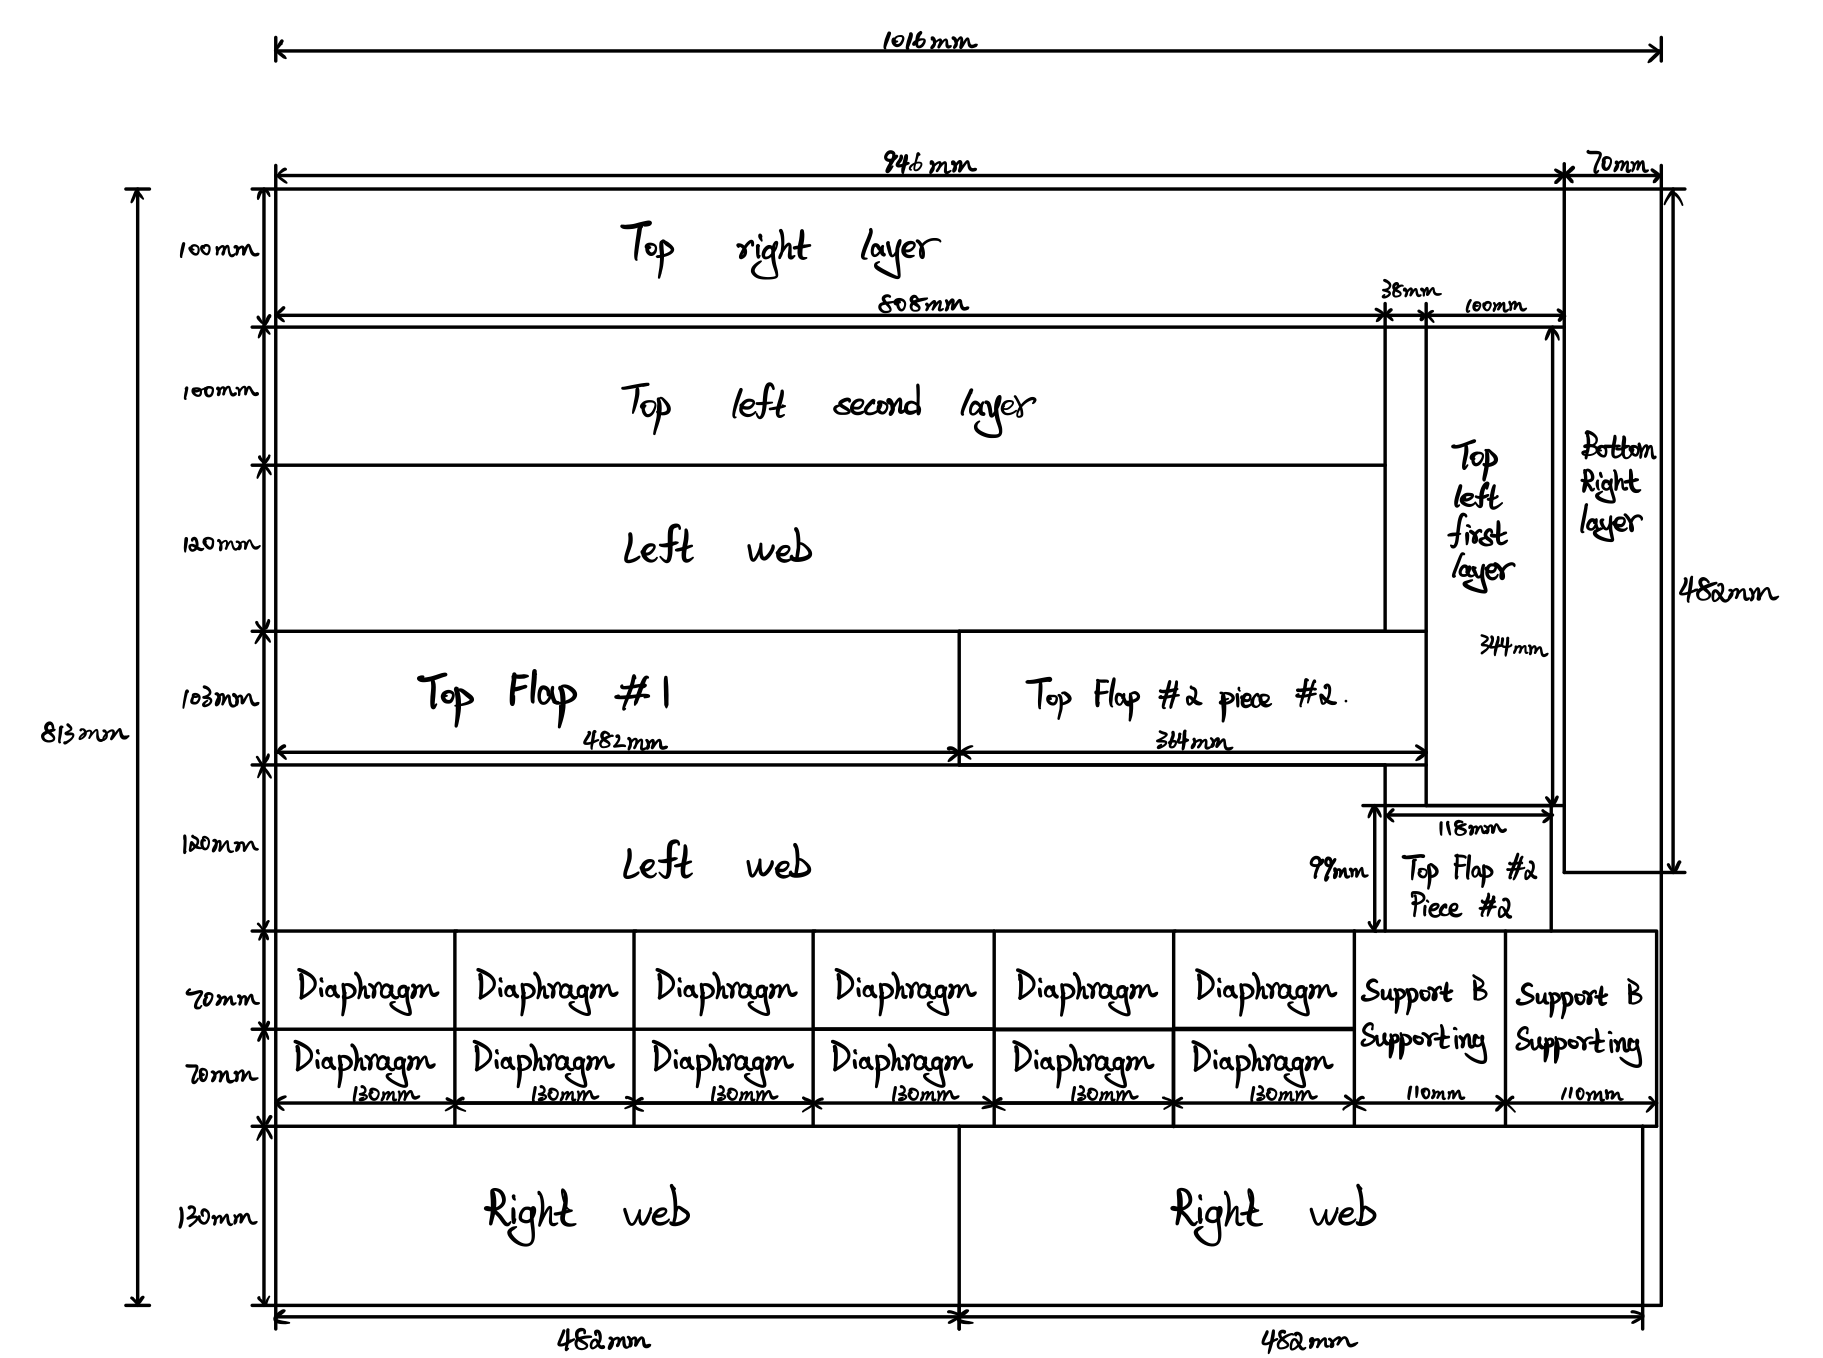 1016mm
946mm
70mm
100mm
Top right layer
808mm
38mm
100mm
100mm
Top left second layer
Top
left
first
layer
Bottom
Right
layer
120mm
Left web
482mm
344mm
103mm
Top Flap #1
Top Flap #2 piece #2.
813mm
482mm
364mm
120mm
Left web
118mm
99mm
Top Flap #2
Piece #2
70mm
Diaphragm Diaphragm Diaphragm Diaphragm Diaphragm Diaphragm
Support B
Supporting
Support B
Supporting
70mm
Diaphragm Diaphragm Diaphragm Diaphragm Diaphragm Diaphragm
130mm 130mm 130mm 130mm 130mm 130mm 110mm 110mm
130mm
Right web
Right web
482mm
482mm